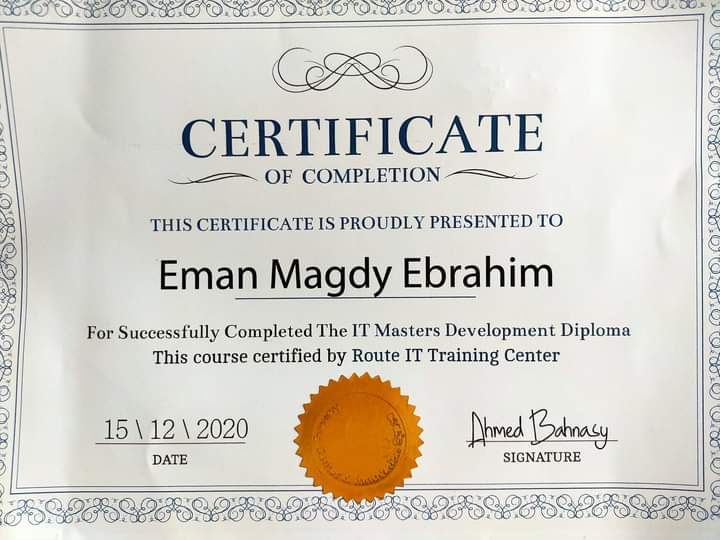 CERTIFICATE
OF COMPLETION
THIS CERTIFICATE IS PROUDLY PRESENTED TO
Eman Magdy Ebrahim
For Successfully Completed The IT Masters Development Diploma
This course certified by Route IT Training Center
15 \ 12 \ 2020
DATE
Ahmed Bahnasy
SIGNATURE